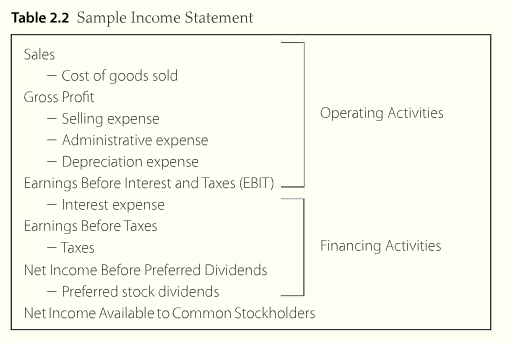 Table 2.2 Sample Income Statement
Sales
— Cost of goods sold
Gross Profit
— Selling expense
Operating Activities
— Administrative expense
— Depreciation expense
Earnings Before Interest and Taxes (EBIT)
— Interest expense
Earnings Before Taxes
— Taxes
Financing Activities
Net Income Before Preferred Dividends
— Preferred stock dividends
Net Income Available to Common Stockholders